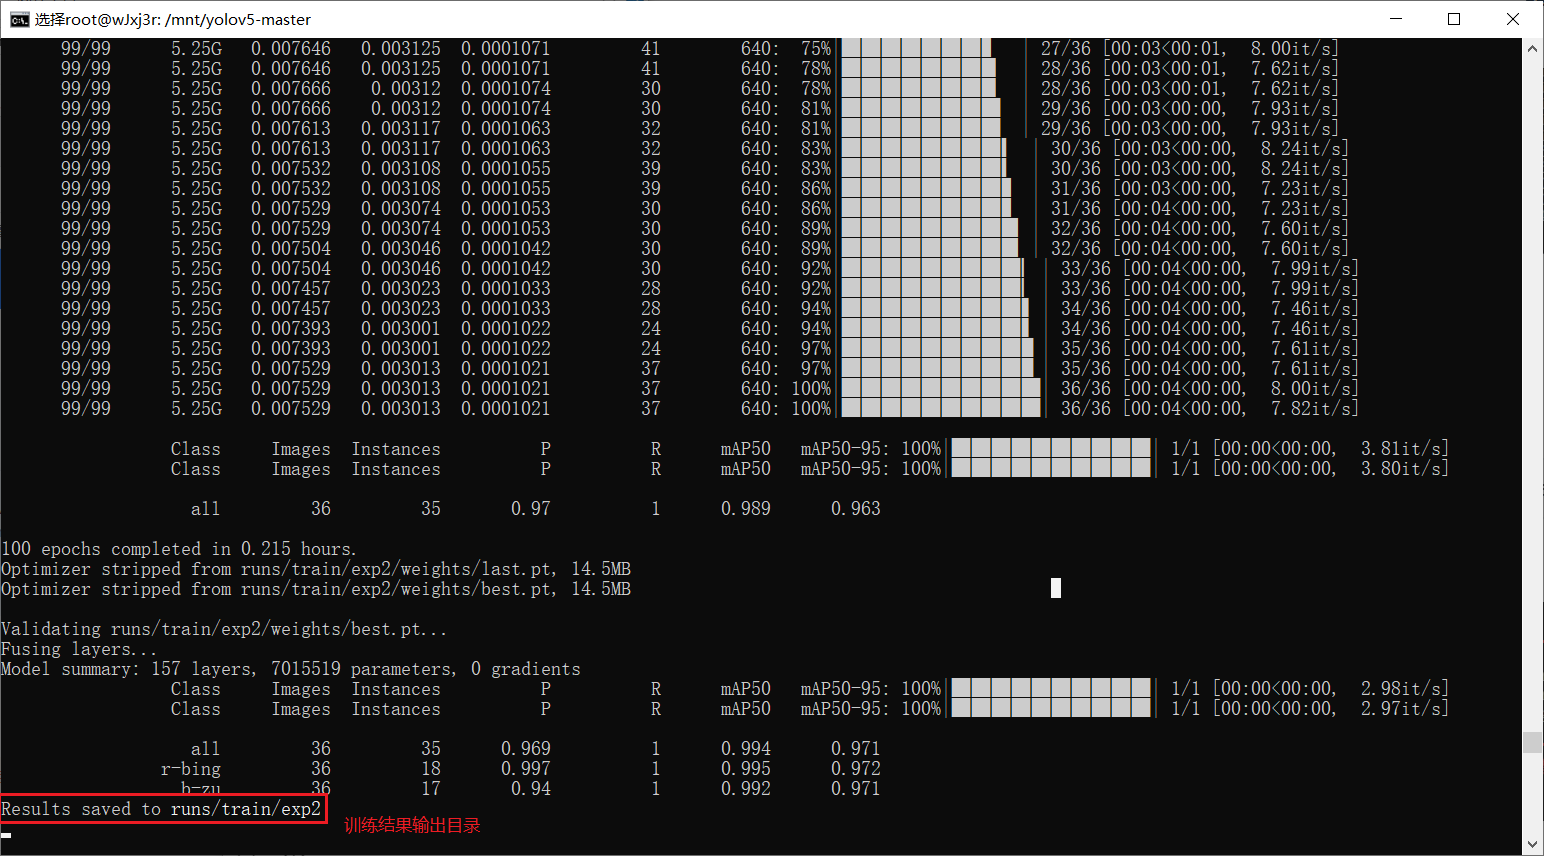 选择root@wJxj3r: /mnt/yolov5-master
99/99 5.25G 0.007646 0.003125 0.0001071 41 640: 75% 27/36 [00:03<00:01, 8.00it/s]
99/99 5.25G 0.007646 0.003125 0.0001071 41 640: 78% 28/36 [00:03<00:01, 7.62it/s]
99/99 5.25G 0.007666 0.00312 0.0001074 30 640: 78% 28/36 [00:03<00:01, 7.62it/s]
99/99 5.25G 0.007666 0.00312 0.0001074 30 640: 81% 29/36 [00:03<00:00, 7.93it/s]
99/99 5.25G 0.007613 0.003117 0.0001063 32 640: 81% 29/36 [00:03<00:00, 7.93it/s]
99/99 5.25G 0.007613 0.003117 0.0001063 32 640: 83% 30/36 [00:03<00:00, 8.24it/s]
99/99 5.25G 0.007532 0.003108 0.0001055 39 640: 83% 30/36 [00:03<00:00, 8.24it/s]
99/99 5.25G 0.007532 0.003108 0.0001055 39 640: 86% 31/36 [00:03<00:00, 7.23it/s]
99/99 5.25G 0.007529 0.003074 0.0001053 30 640: 86% 31/36 [00:04<00:00, 7.23it/s]
99/99 5.25G 0.007529 0.003074 0.0001053 30 640: 89% 32/36 [00:04<00:00, 7.60it/s]
99/99 5.25G 0.007504 0.003046 0.0001042 30 640: 89% 32/36 [00:04<00:00, 7.60it/s]
99/99 5.25G 0.007504 0.003046 0.0001042 30 640: 92% 33/36 [00:04<00:00, 7.99it/s]
99/99 5.25G 0.007457 0.003023 0.0001033 28 640: 92% 33/36 [00:04<00:00, 7.99it/s]
99/99 5.25G 0.007457 0.003023 0.0001033 28 640: 94% 34/36 [00:04<00:00, 7.46it/s]
99/99 5.25G 0.007393 0.003001 0.0001022 24 640: 94% 34/36 [00:04<00:00, 7.46it/s]
99/99 5.25G 0.007393 0.003001 0.0001022 24 640: 97% 35/36 [00:04<00:00, 7.61it/s]
99/99 5.25G 0.007529 0.003013 0.0001021 37 640: 97% 35/36 [00:04<00:00, 7.61it/s]
99/99 5.25G 0.007529 0.003013 0.0001021 37 640: 100% 36/36 [00:04<00:00, 8.00it/s]
99/99 5.25G 0.007529 0.003013 0.0001021 37 640: 100% 36/36 [00:04<00:00, 7.82it/s]
Class Images Instances P R mAP50 mAP50-95: 100% 1/1 [00:00<00:00, 3.81it/s]
Class Images Instances P R mAP50 mAP50-95: 100% 1/1 [00:00<00:00, 3.80it/s]
all 36 35 0.97 1 0.989 0.963
100 epochs completed in 0.215 hours.
Optimizer stripped from runs/train/exp2/weights/last.pt, 14.5MB
Optimizer stripped from runs/train/exp2/weights/best.pt, 14.5MB
Validating runs/train/exp2/weights/best.pt...
Fusing layers...
Model summary: 157 layers, 7015519 parameters, 0 gradients
Class Images Instances P R mAP50 mAP50-95: 100% 1/1 [00:00<00:00, 2.98it/s]
Class Images Instances P R mAP50 mAP50-95: 100% 1/1 [00:00<00:00, 2.97it/s]
all 36 35 0.969 1 0.994 0.971
r-bing 36 18 0.997 1 0.995 0.972
b-zu 36 17 0.94 1 0.992 0.971
Results saved to runs/train/exp2
训练结果输出目录